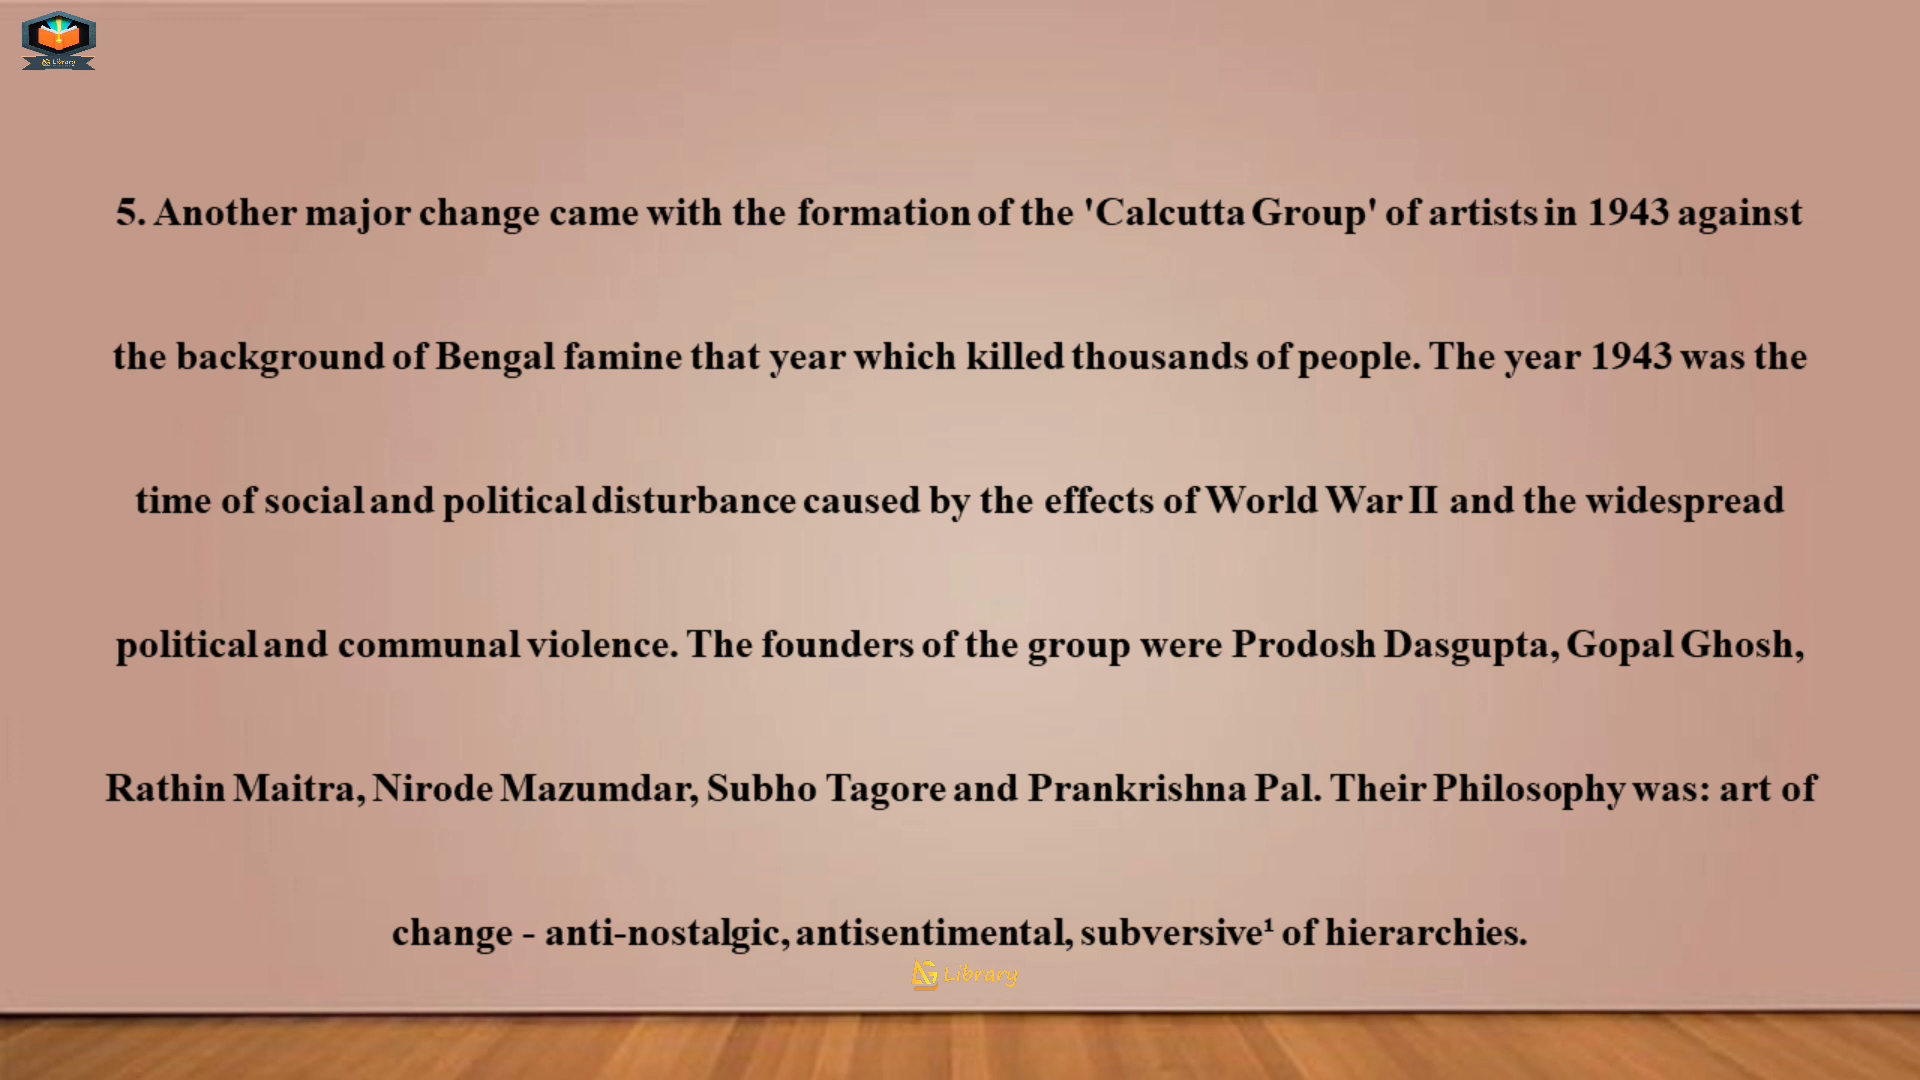 AG Library
5. Another major change came with the formation of the 'Calcutta Group' of artists in 1943 against
the background of Bengal famine that year which killed thousands of people. The year 1943 was the
time of social and political disturbance caused by the effects of World War II and the widespread
political and communal violence. The founders of the group were Prodosh Dasgupta, Gopal Ghosh,
Rathin Maitra, Nirode Mazumdar, Subho Tagore and Prankrishna Pal. Their Philosophy was: art of
change - anti-nostalgic, antisentimental, subversive¹ of hierarchies.
AG Library